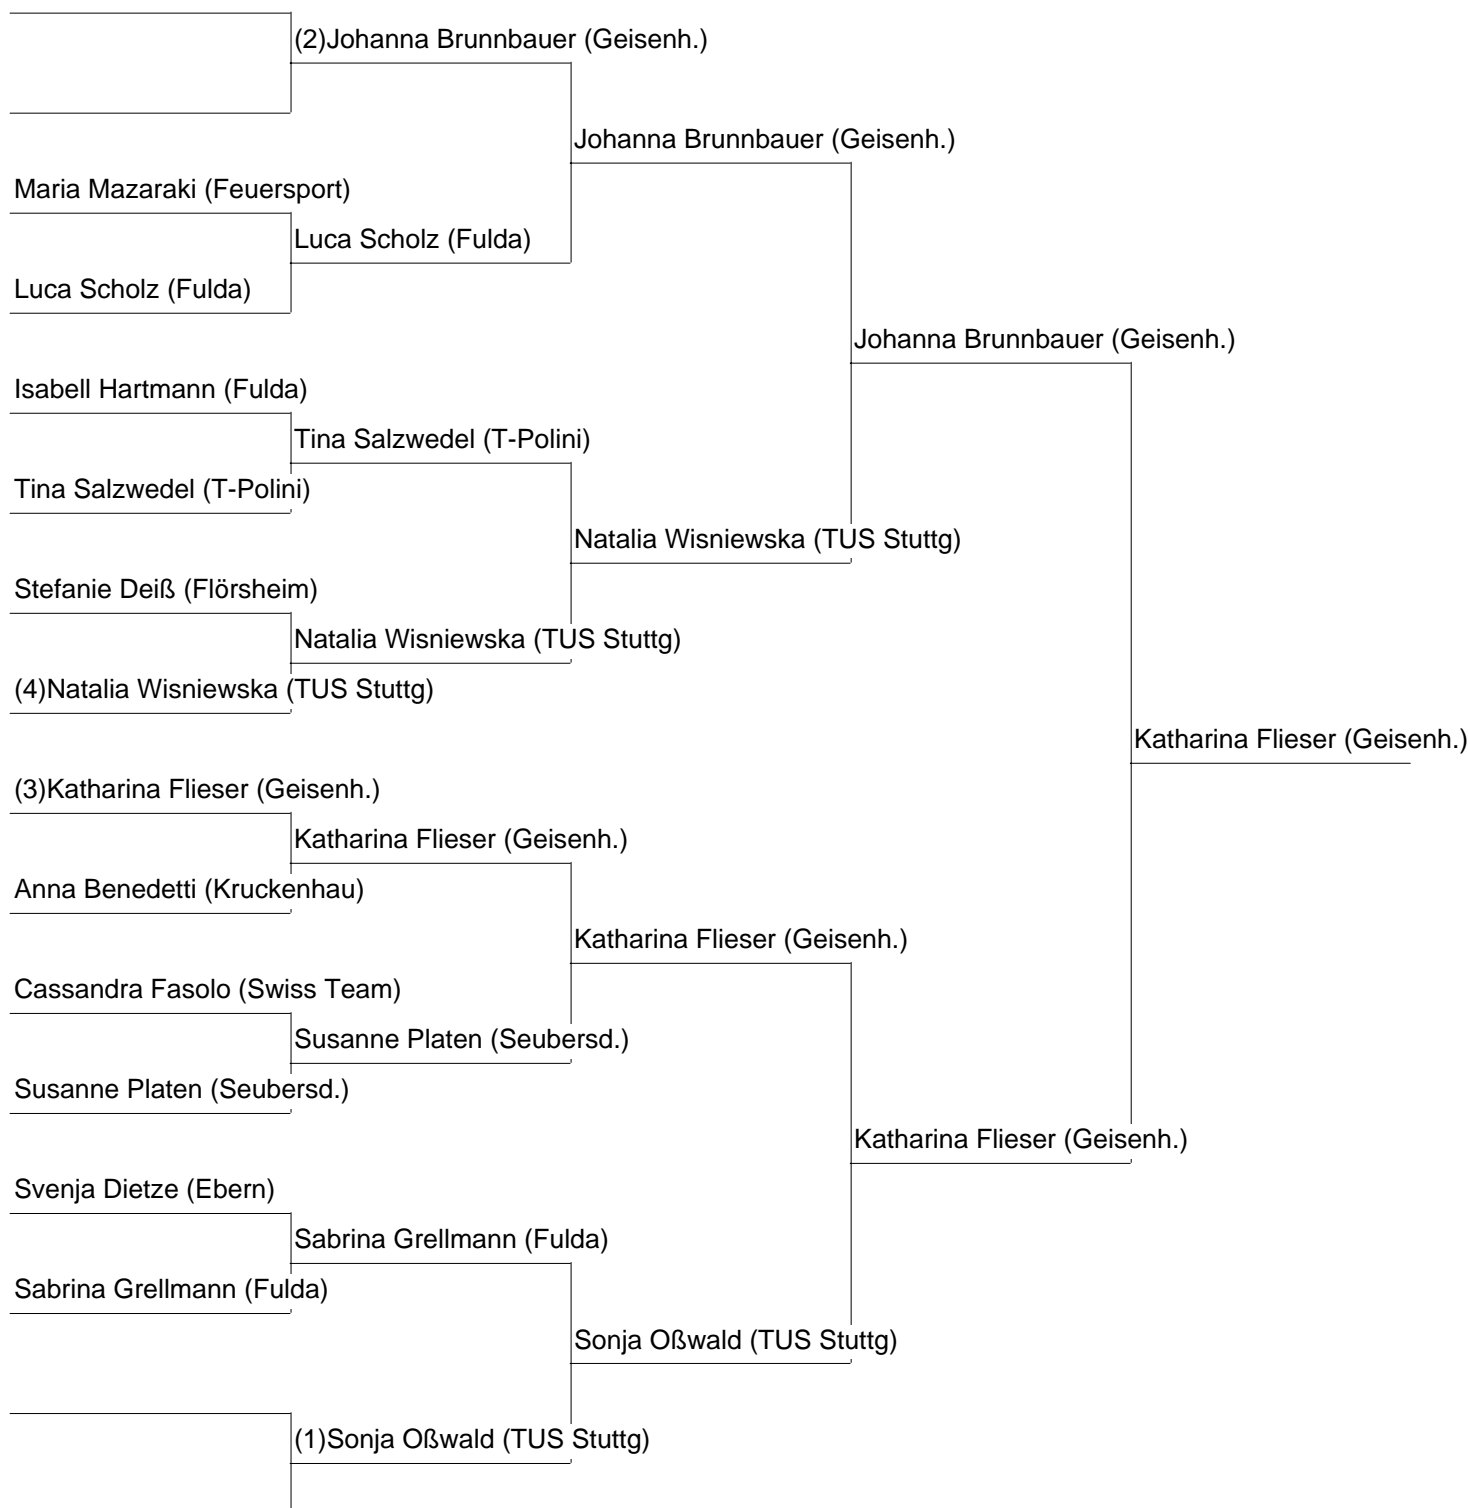 (2)Johanna Brunnbauer (Geisenh.)
Johanna Brunnbauer (Geisenh.)
Maria Mazaraki (Feuersport)
Luca Scholz (Fulda)
Luca Scholz (Fulda)
Johanna Brunnbauer (Geisenh.)
Isabell Hartmann (Fulda)
Tina Salzwedel (T-Polini)
Tina Salzwedel (T-Polini)
Natalia Wisniewska (TUS Stuttg)
Stefanie Deiß (Flörsheim)
Natalia Wisniewska (TUS Stuttg)
(4)Natalia Wisniewska (TUS Stuttg)
Katharina Flieser (Geisenh.)
(3)Katharina Flieser (Geisenh.)
Katharina Flieser (Geisenh.)
Anna Benedetti (Kruckenhau)
Katharina Flieser (Geisenh.)
Cassandra Fasolo (Swiss Team)
Susanne Platen (Seubersd.)
Susanne Platen (Seubersd.)
Katharina Flieser (Geisenh.)
Svenja Dietze (Ebern)
Sabrina Grellmann (Fulda)
Sabrina Grellmann (Fulda)
Sonja Oßwald (TUS Stuttg)
(1)Sonja Oßwald (TUS Stuttg)